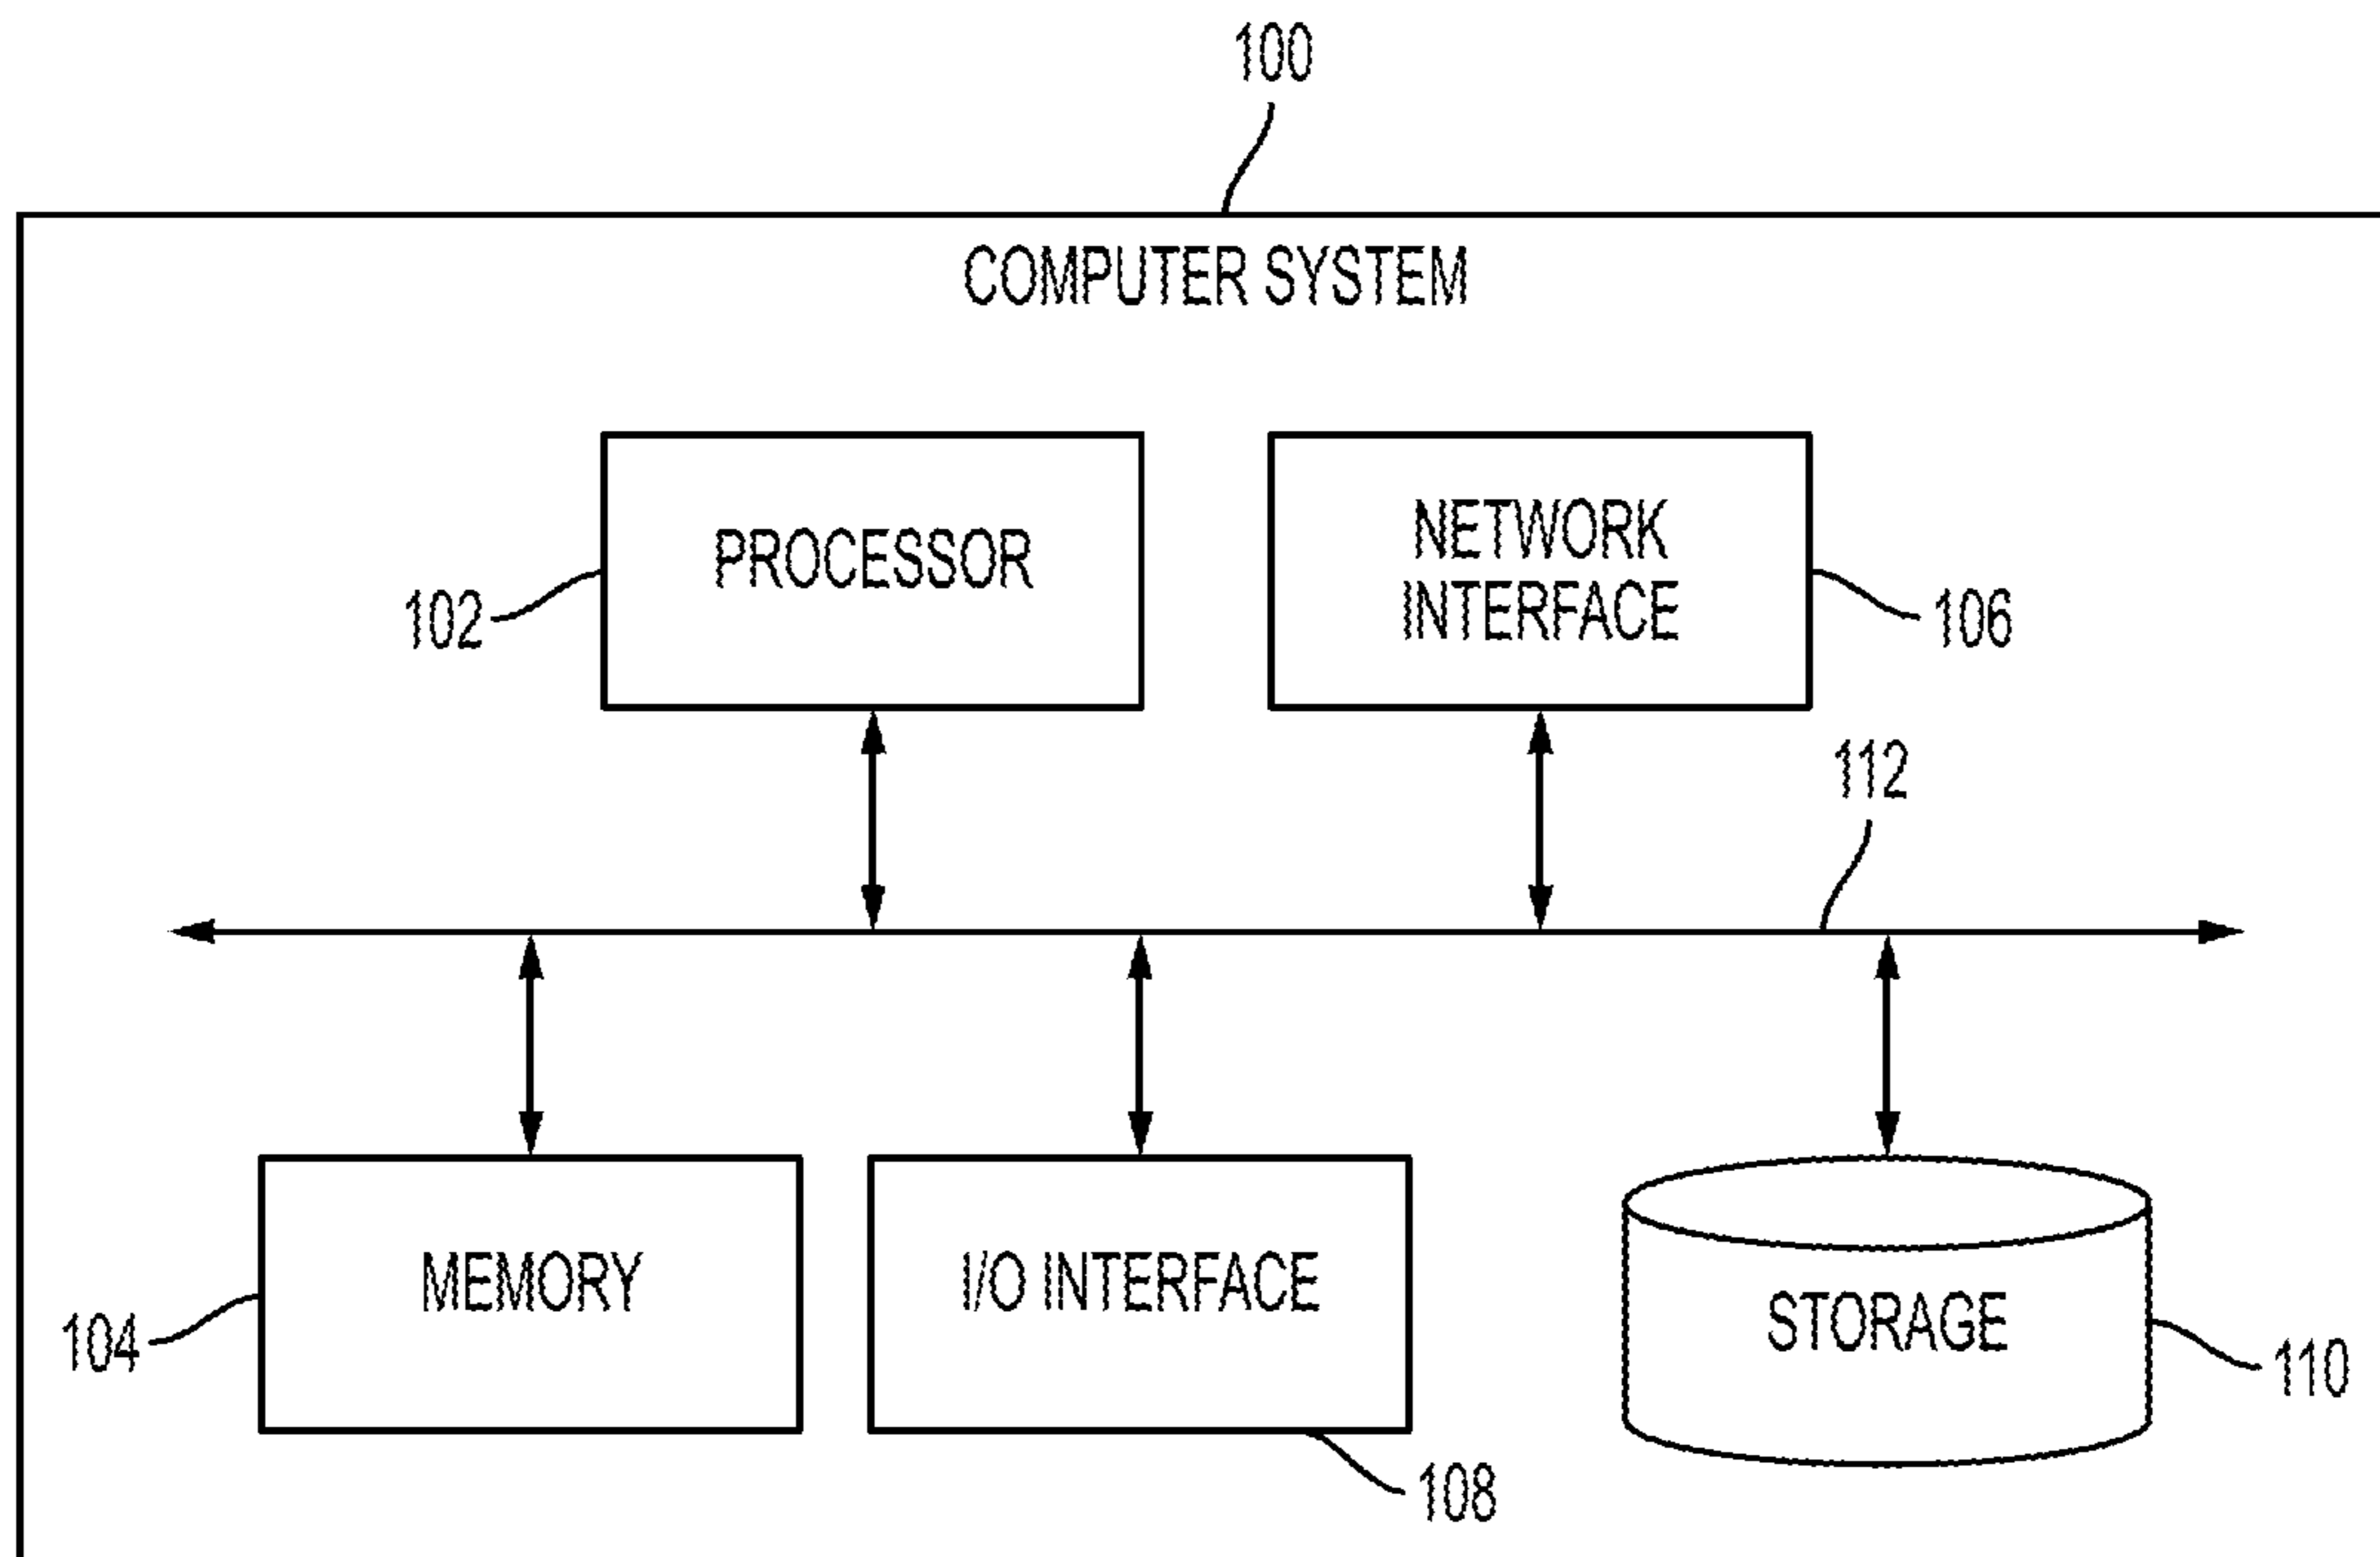 100
COMPUTER SYSTEM
PROCESSOR
NETWORK
INTERFACE
102
106
112
MEMORY
I/O INTERFACE
STORAGE
104
110
108